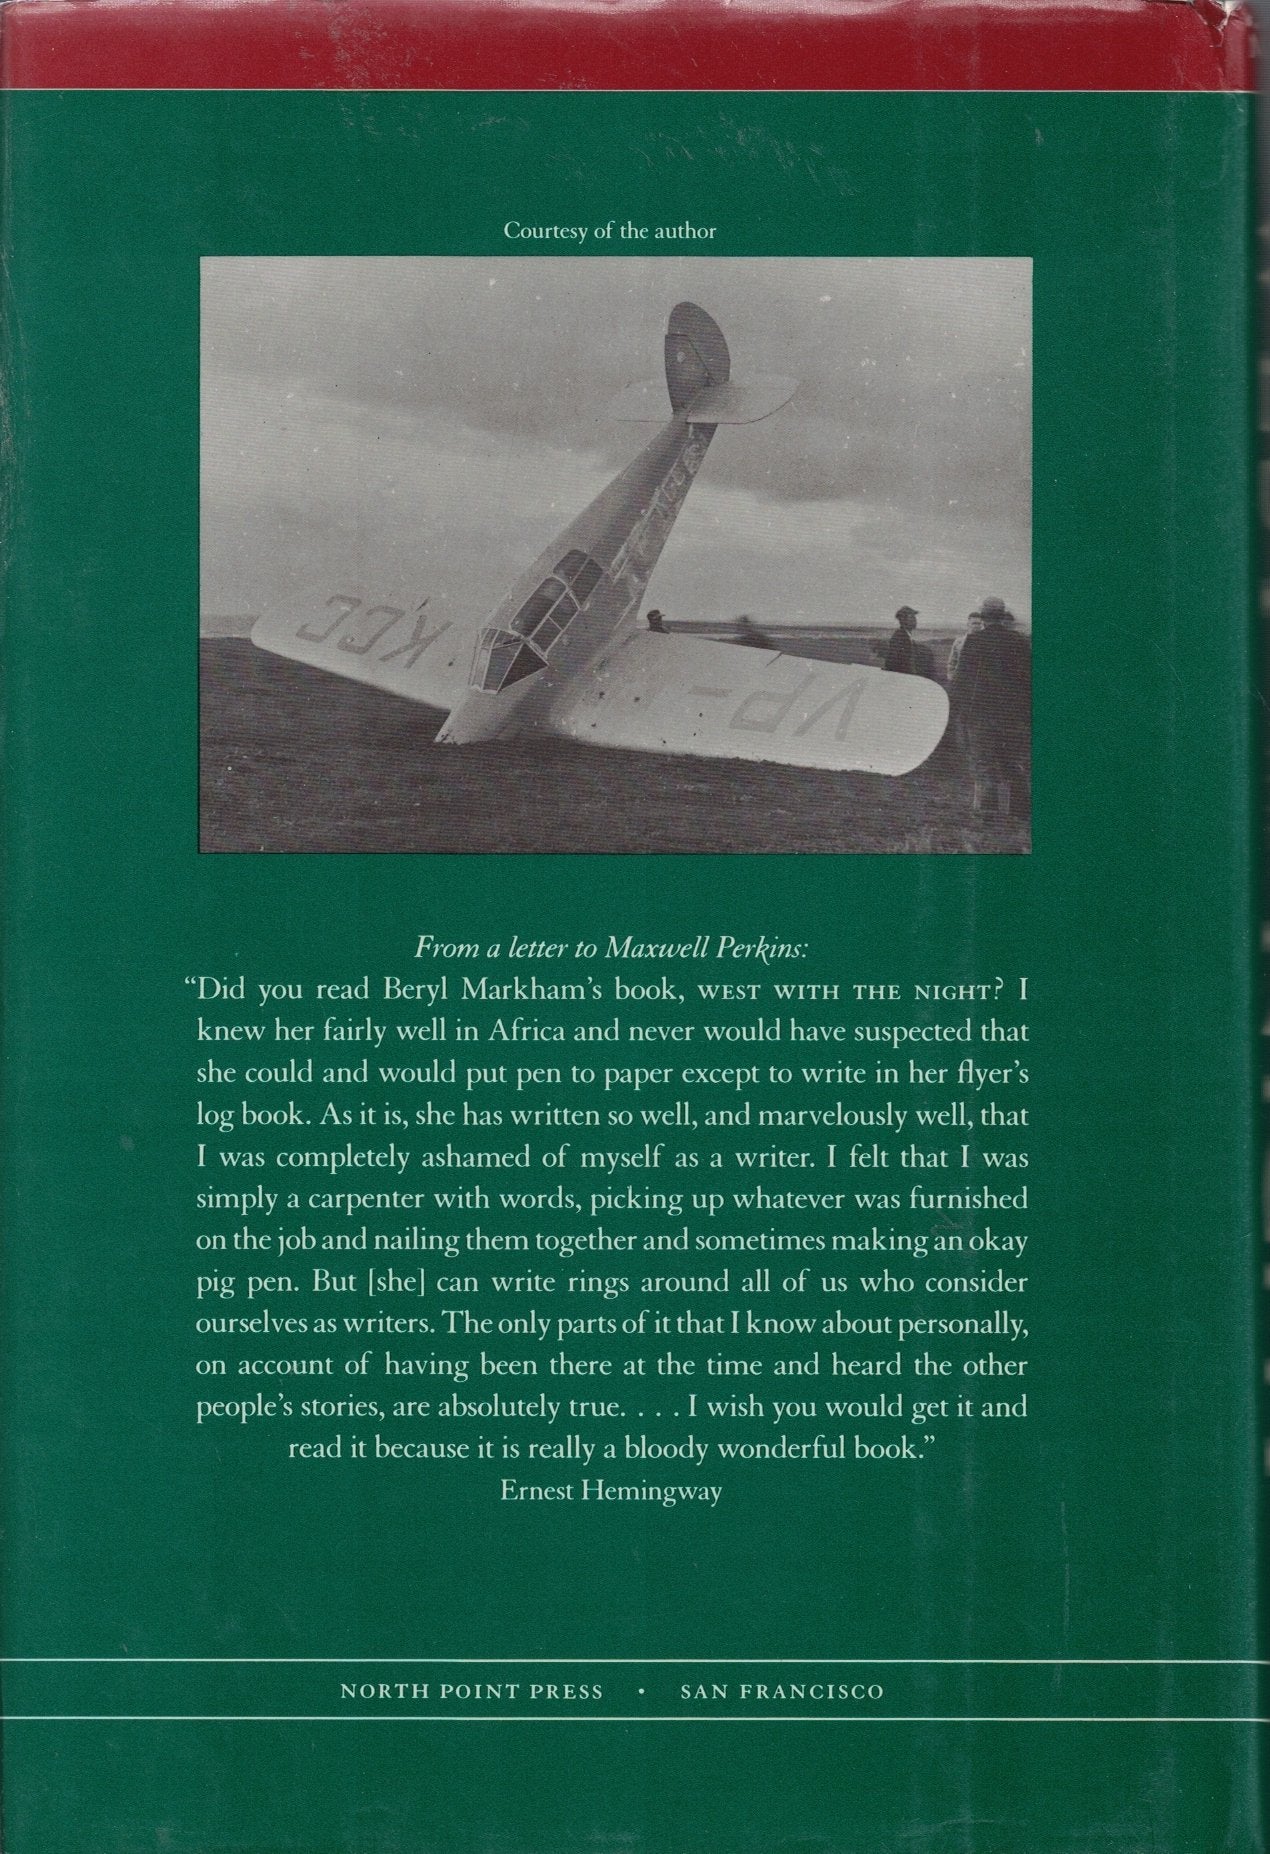 Courtesy of the author
KCC
VP-
From a letter to Maxwell Perkins:
“Did you read Beryl Markham’s book, WEST WITH THE NIGHT? I
knew her fairly well in Africa and never would have suspected that
she could and would put pen to paper except to write in her flyer’s
log book. As it is, she has written so well, and marvelously well, that
I was completely ashamed of myself as a writer. I felt that I was
simply a carpenter with words, picking up whatever was furnished
on the job and nailing them together and sometimes making an okay
pig pen. But [she] can write rings around all of us who consider
ourselves as writers. The only parts of it that I know about personally,
on account of having been there at the time and heard the other
people’s stories, are absolutely true. . . . I wish you would get it and
read it because it is really a bloody wonderful book.”
Ernest Hemingway
NORTH POINT PRESS • SAN FRANCISCO